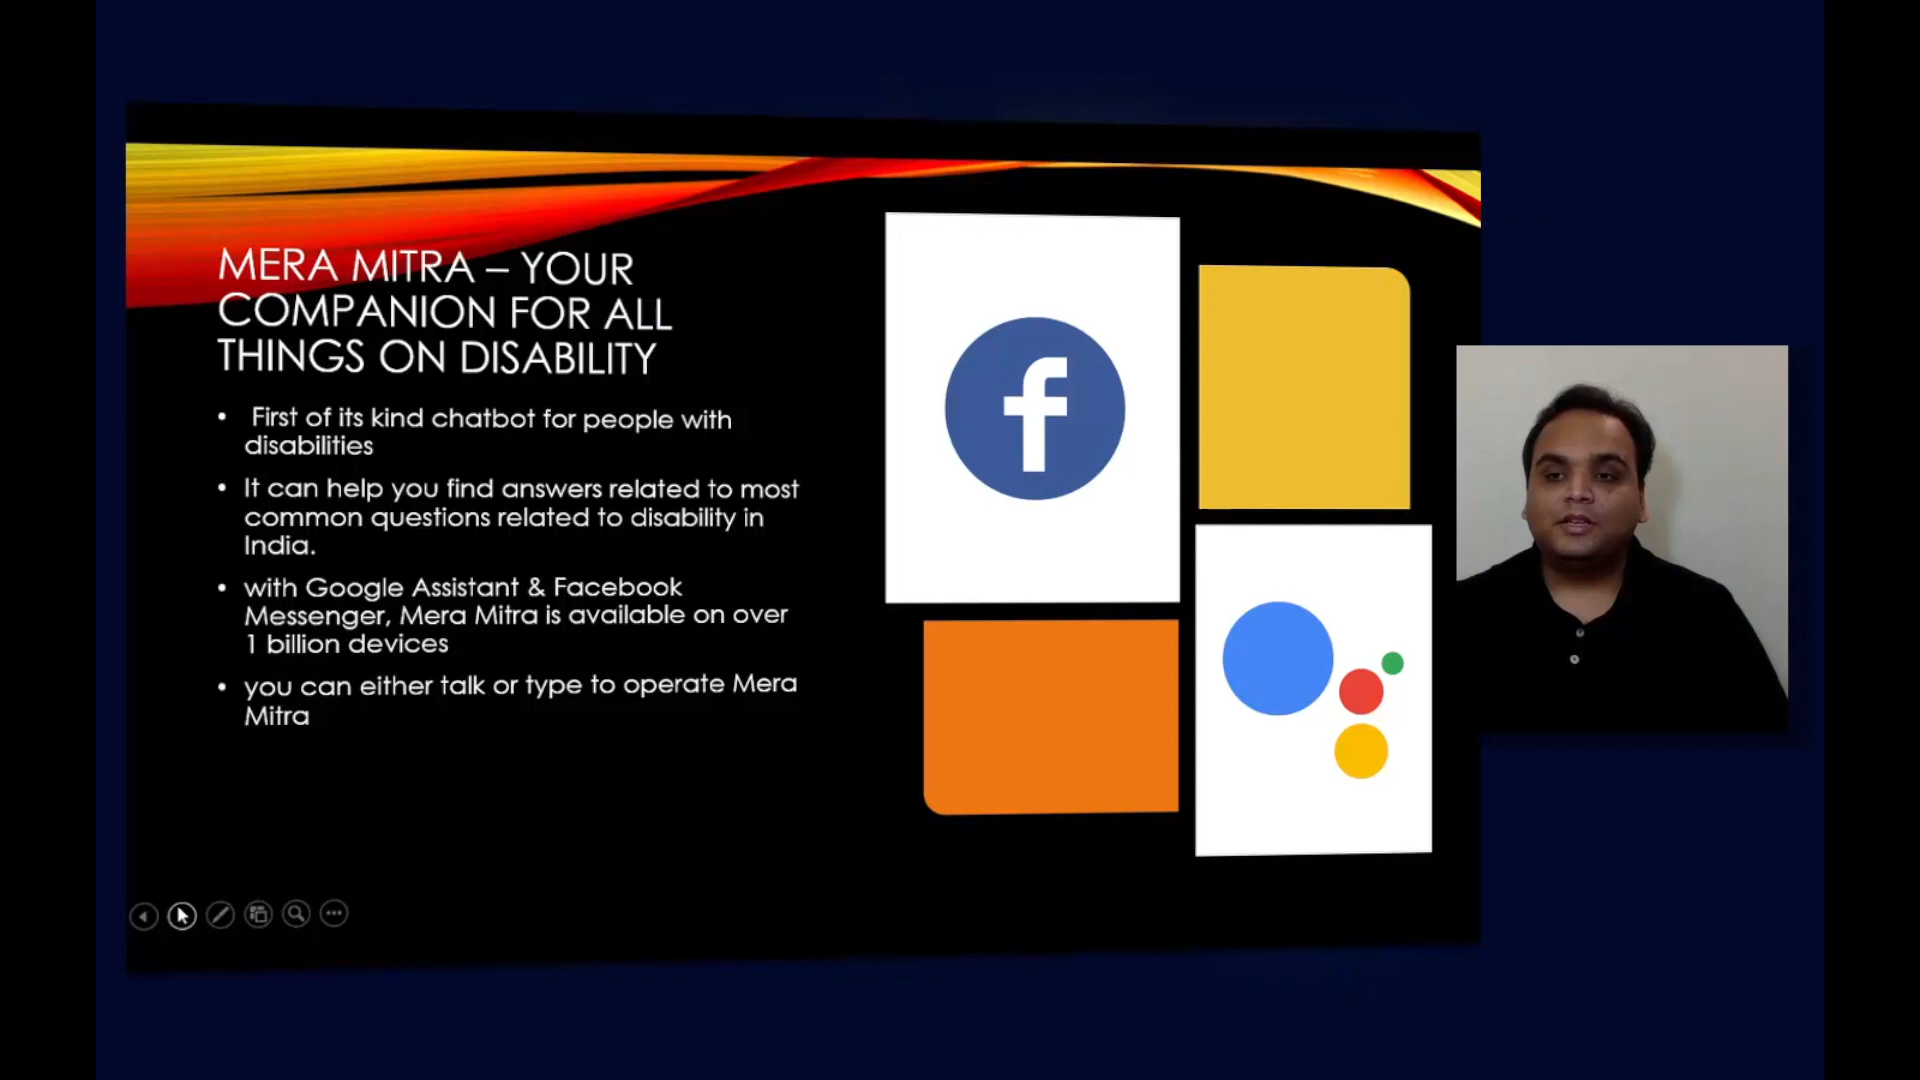 MERA MITRA – YOUR
COMPANION FOR ALL
THINGS ON DISABILITY
• First of its kind chatbot for people with
disabilities
• It can help you find answers related to most
common questions related to disability in
India.
• with Google Assistant & Facebook
Messenger, Mera Mitra is available on over
1 billion devices
• you can either talk or type to operate Mera
Mitra
f